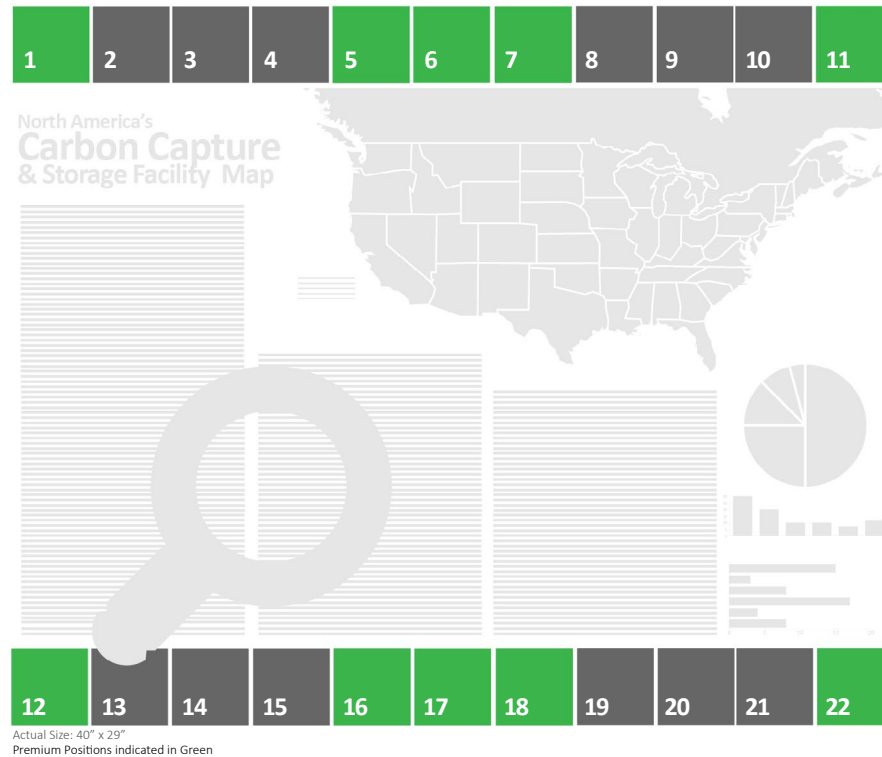 1 2 3 4 5 6 7 8 9 10 11
North America's
Carbon Capture
& Storage Facility Map
12 13 14 15 16 17 18 19 20 21 22
Actual Size: 40” x 29”
Premium Positions indicated in Green